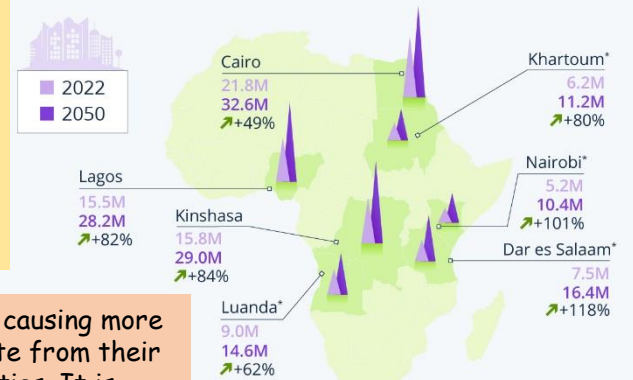 2022
2050
Cairo
21.8M
32.6M
+49%
Khartoum*
6.2M
11.2M
+80%
Lagos
15.5M
28.2M
+82%
Kinshasa
15.8M
29.0M
+84%
Nairobi*
5.2M
10.4M
+101%
Dar es Salaam*
7.5M
16.4M
+118%
Luanda*
9.0M
14.6M
+62%
causing more
te from their